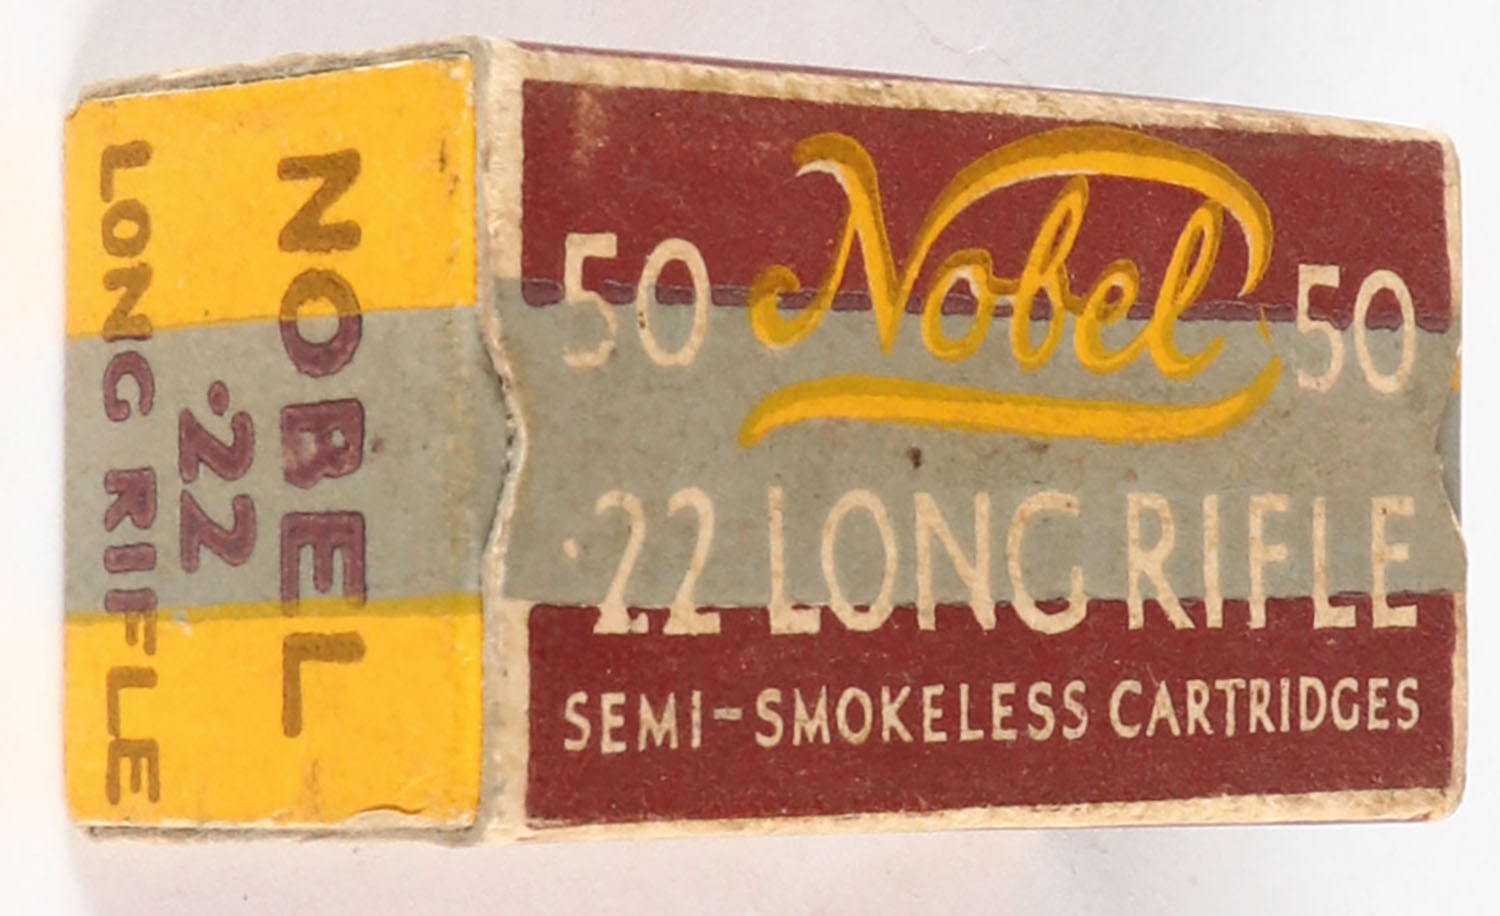 NOBEL
.22
LONG RIFLE
50 Nobel 50
.22 LONG RIFLE
SEMI-SMOKELESS CARTRIDGES